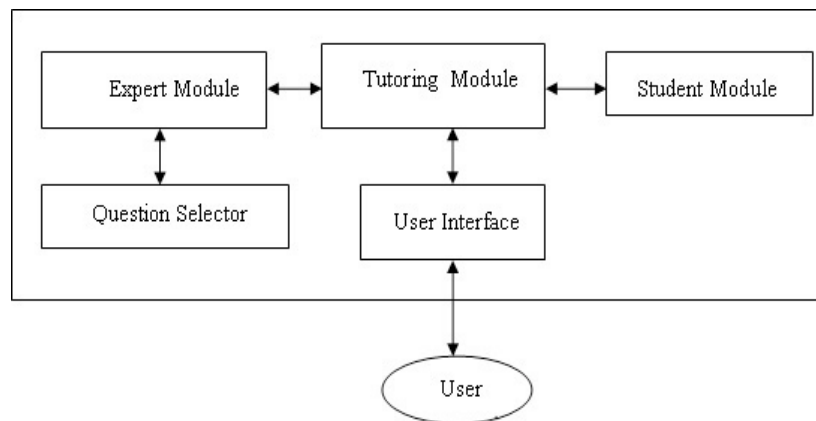 Expert Module
Tutoring Module
Student Module
Question Selector
User Interface
User